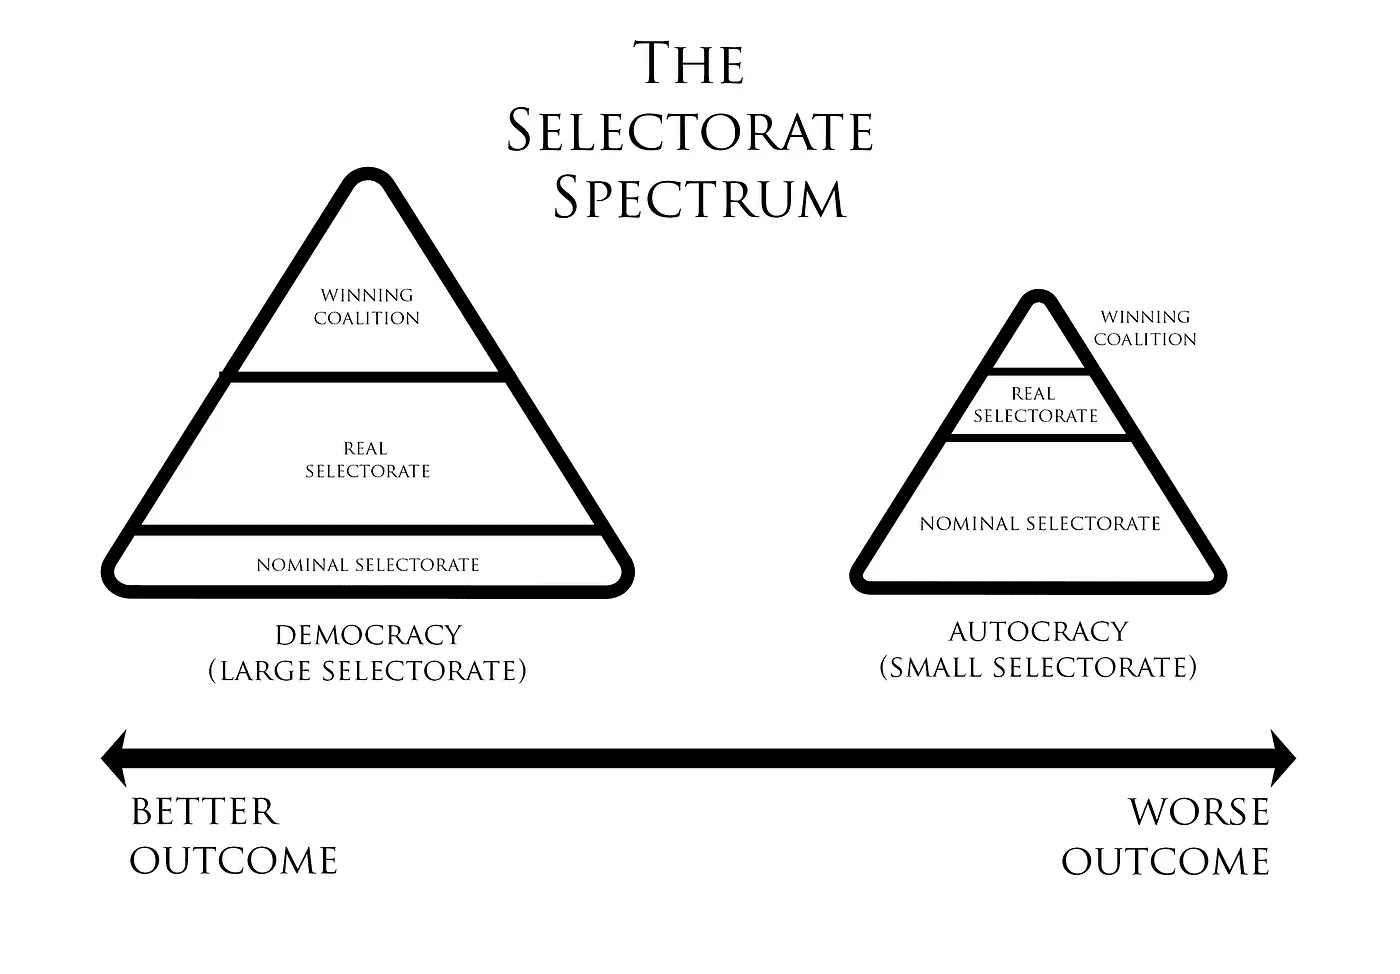 THE
SELECTORATE
SPECTRUM
WINNING
COALITION
REAL
SELECTORATE
NOMINAL SELECTORATE
DEMOCRACY
(LARGE SELECTORATE)
WINNING
COALITION
REAL
SELECTORATE
NOMINAL SELECTORATE
AUTOCRACY
(SMALL SELECTORATE)
BETTER
OUTCOME
WORSE
OUTCOME